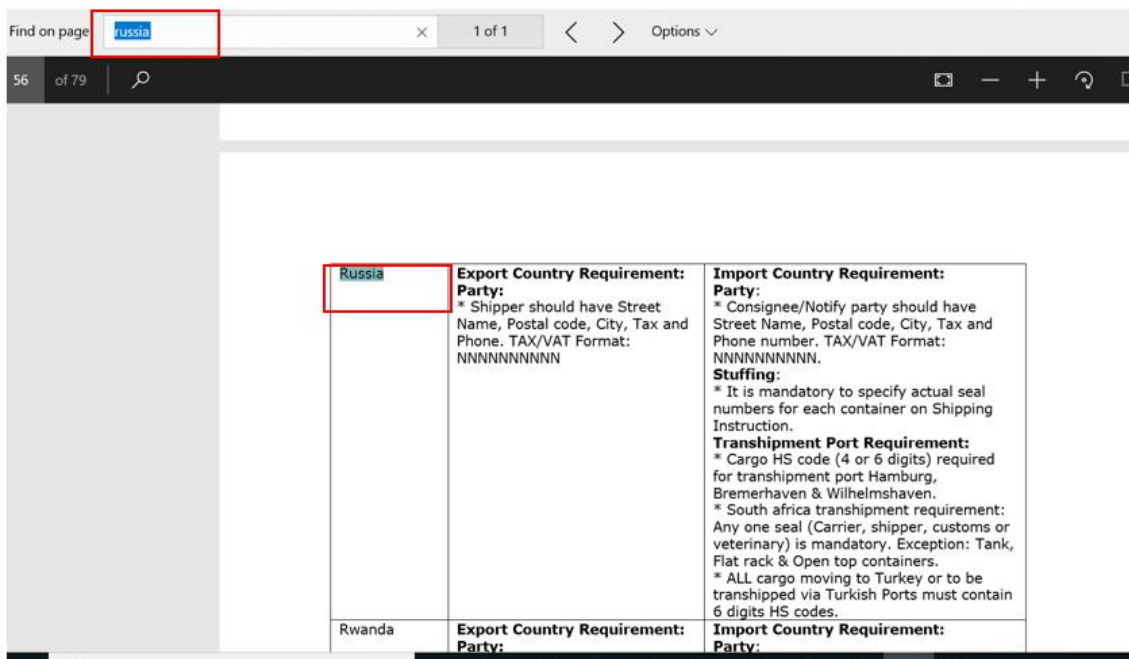 Find on page
russia
1 of 1
Options
56 of 79
Russia
Export Country Requirement:
Party:
* Shipper should have Street
Name, Postal code, City, Tax and
Phone. TAX/VAT Format:
NNNNNNNNNN
Import Country Requirement:
Party:
* Consignee/Notify party should have
Street Name, Postal code, City, Tax and
Phone number. TAX/VAT Format:
NNNNNNNNNN.
Stuffing:
* It is mandatory to specify actual seal
numbers for each container on Shipping
Instruction.
Transhipment Port Requirement:
* Cargo HS code (4 or 6 digits) required
for transhipment port Hamburg,
Bremerhaven & Wilhelmshaven.
* South africa transhipment requirement:
Any one seal (Carrier, shipper, customs or
veterinary) is mandatory. Exception: Tank,
Flat rack & Open top containers.
* ALL cargo moving to Turkey or to be
transhipped via Turkish Ports must contain
6 digits HS codes.
Rwanda
Export Country Requirement:
Party:
Import Country Requirement:
Party: